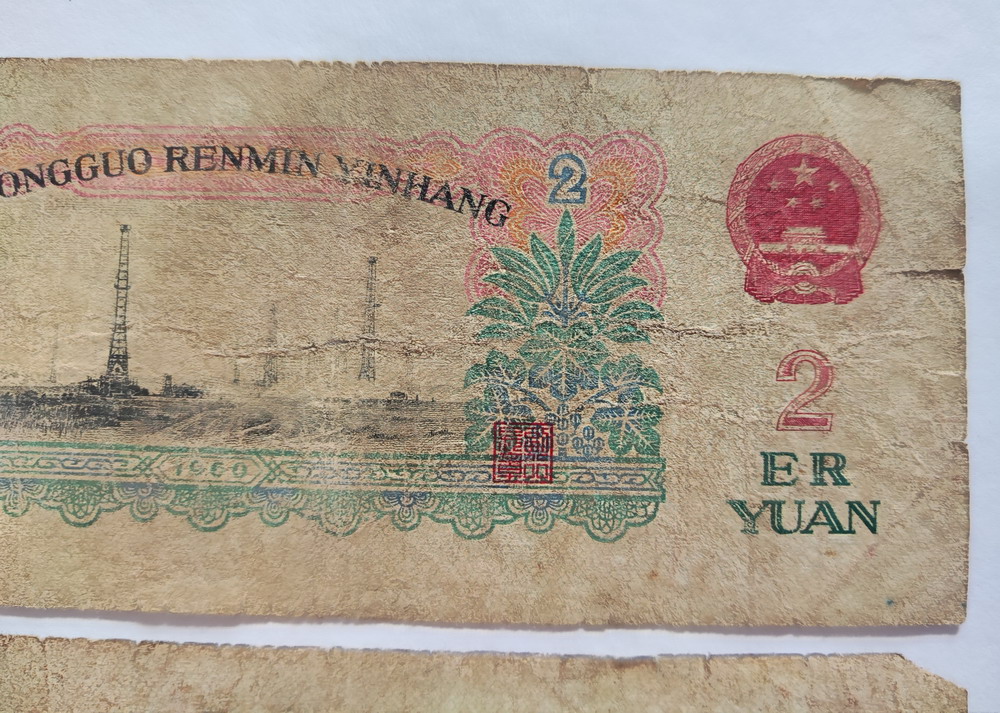 ONGGUO RENMIN YINHANG
2
2
1960
ER
YUAN